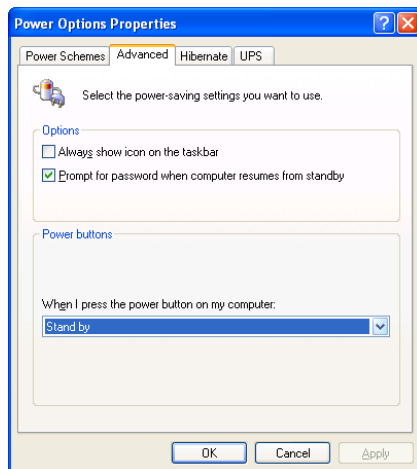 Power Options Properties
Power Schemes Advanced Hibernate UPS
Select the power-saving settings you want to use.
Options
Always show icon on the taskbar
Prompt for password when computer resumes from standby
Power buttons
When I press the power button on my computer:
Stand by
OK Cancel Apply